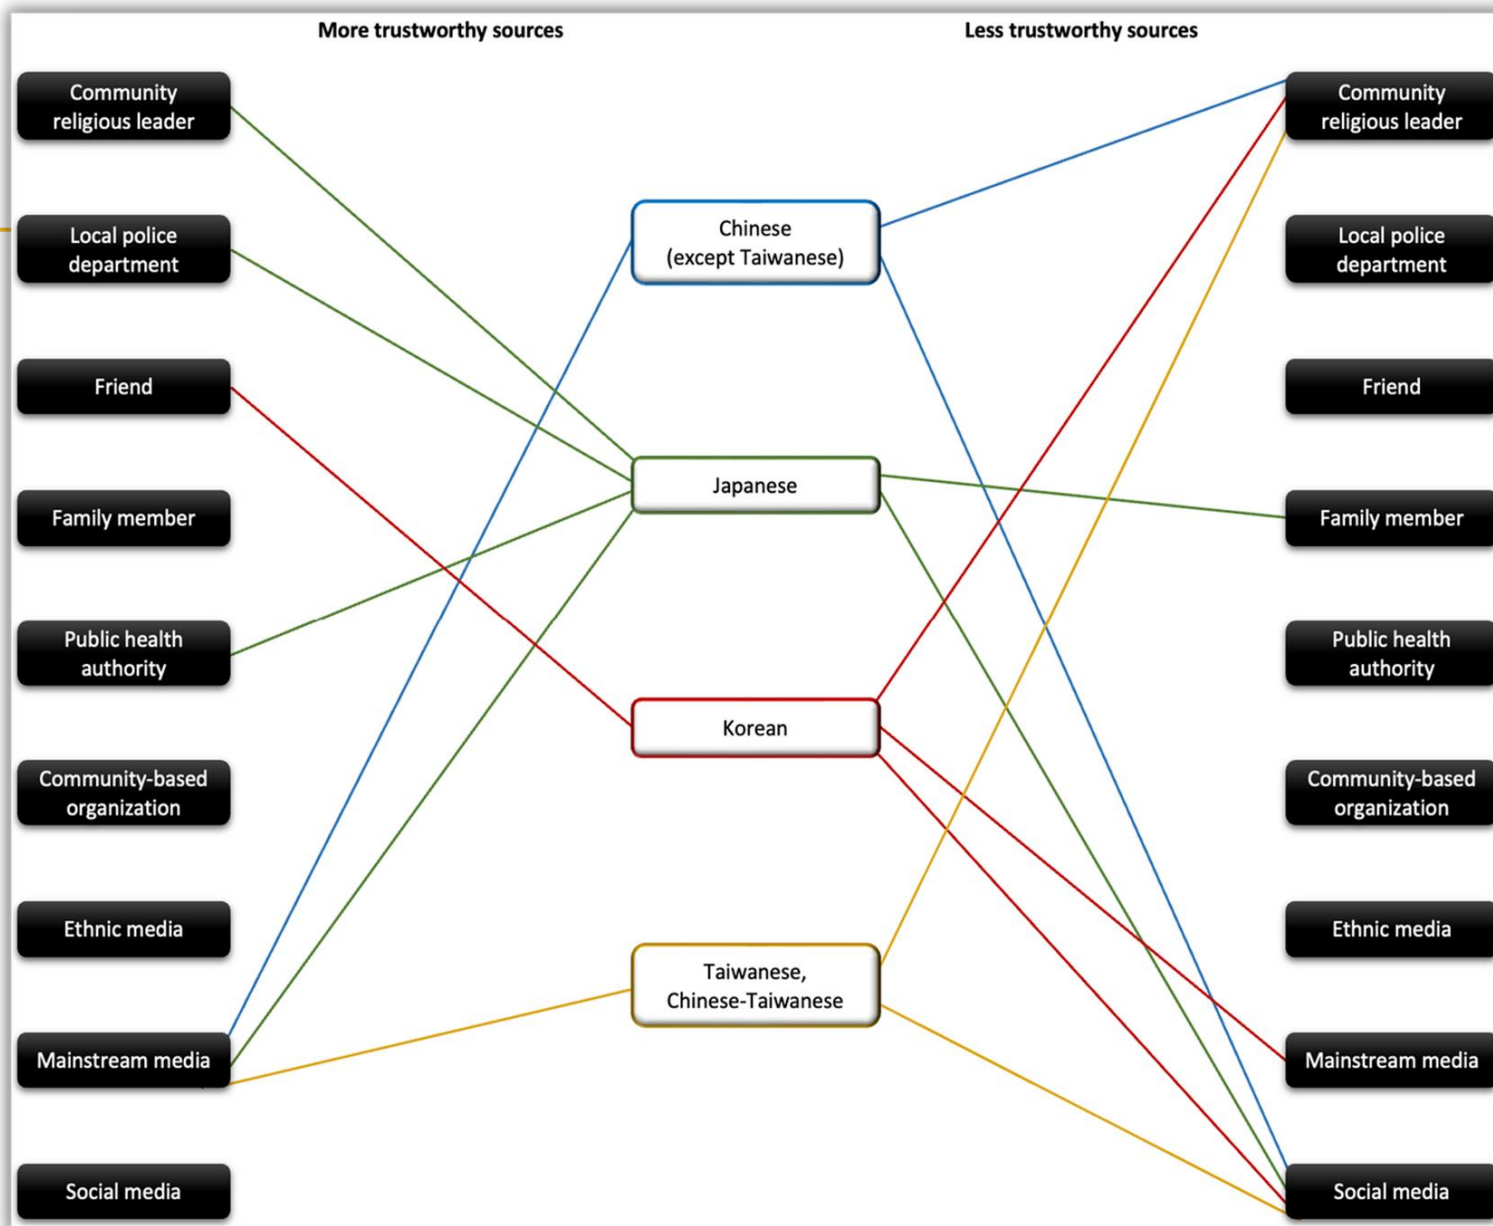 More trustworthy sources
Less trustworthy sources
Community
religious leader
Local police
department
Friend
Family member
Public health
authority
Community-based
organization
Ethnic media
Mainstream media
Social media
Chinese
(except Taiwanese)
Japanese
Korean
Taiwanese,
Chinese-Taiwanese
Community
religious leader
Local police
department
Friend
Family member
Public health
authority
Community-based
organization
Ethnic media
Mainstream media
Social media